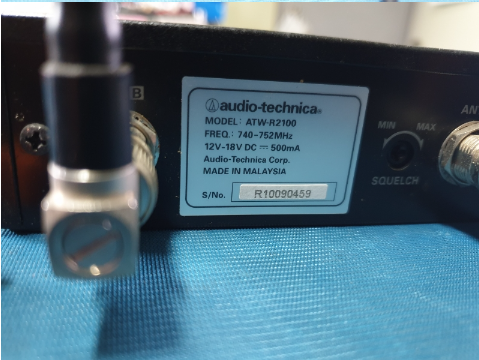 B
audio-technica®
MODEL: ATW-R2100
FREQ.: 740-752MHz
12V-18V DC ⎓ 500mA
Audio-Technica Corp.
MADE IN MALAYSIA
S/No. R10090459
ANT
MIN MAX
SQUELCH